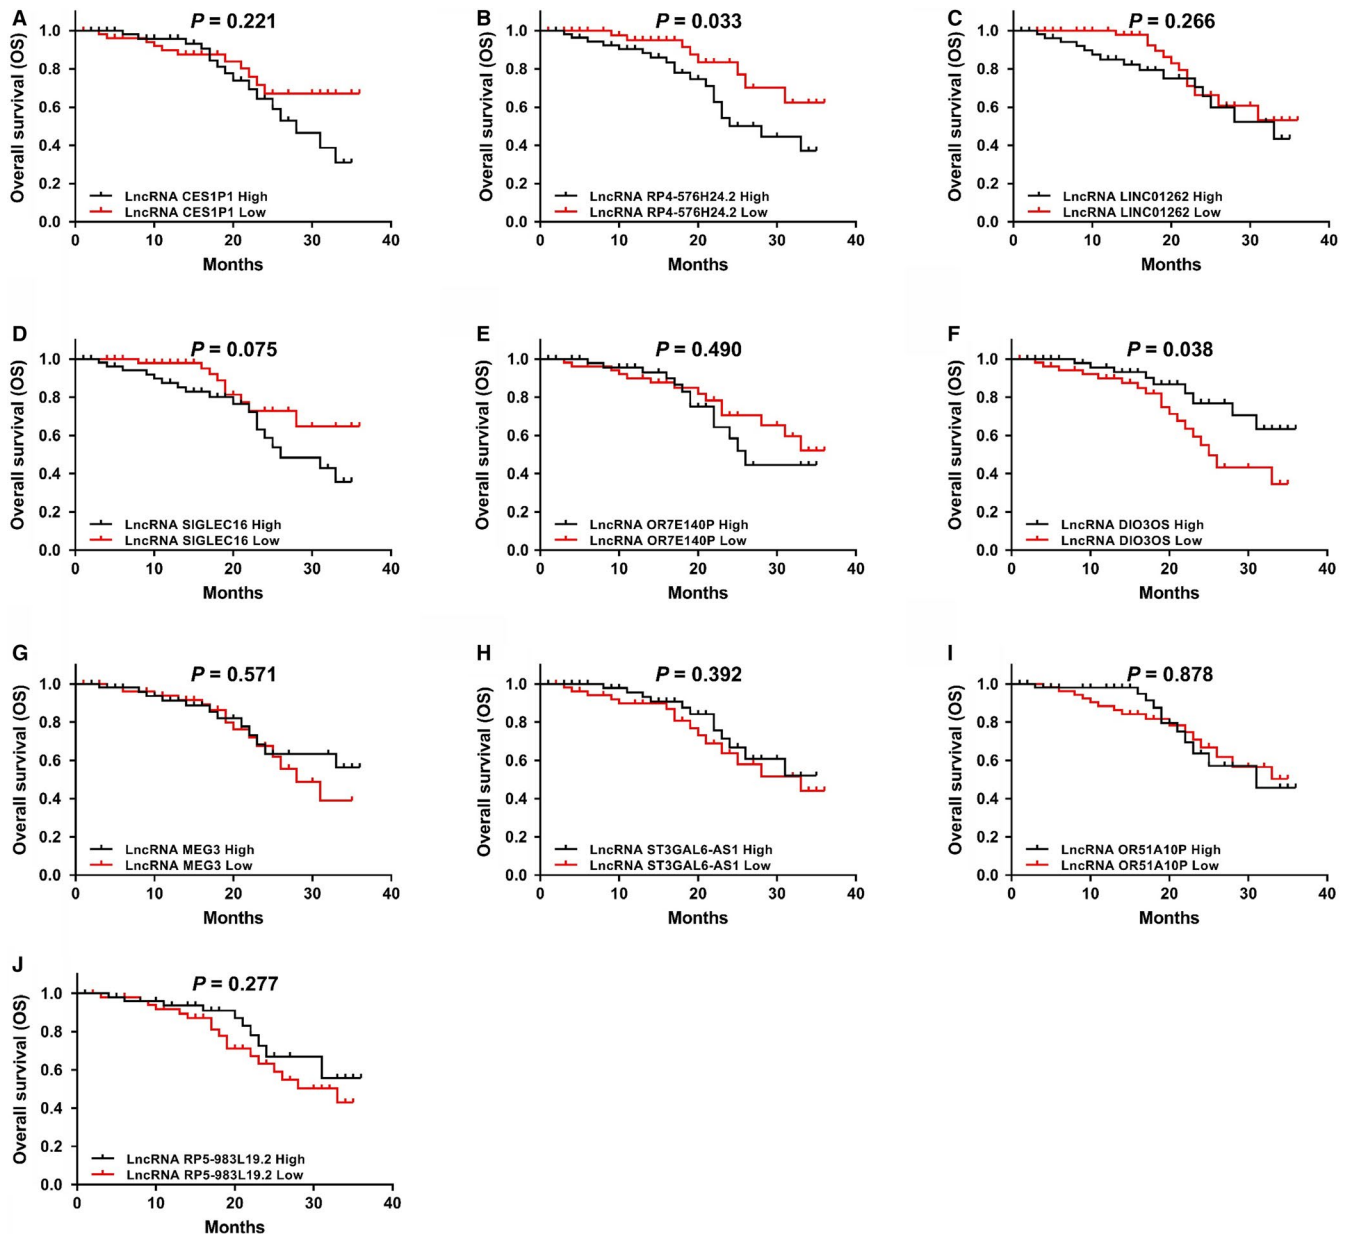 A
P = 0.221
Overall survival (OS)
1.0
0.8
0.6
0.4
0.2
0.0
LncRNA CES1P1 High
LncRNA CES1P1 Low
0 10 20 30 40
Months
B
P = 0.033
Overall survival (OS)
1.0
0.8
0.6
0.4
0.2
0.0
LncRNA RP4-576H24.2 High
LncRNA RP4-576H24.2 Low
0 10 20 30 40
Months
C
P = 0.266
Overall survival (OS)
1.0
0.8
0.6
0.4
0.2
0.0
LncRNA LINC01262 High
LncRNA LINC01262 Low
0 10 20 30 40
Months
D
P = 0.075
Overall survival (OS)
1.0
0.8
0.6
0.4
0.2
0.0
LncRNA SIGLEC16 High
LncRNA SIGLEC16 Low
0 10 20 30 40
Months
E
P = 0.490
Overall survival (OS)
1.0
0.8
0.6
0.4
0.2
0.0
LncRNA OR7E140P High
LncRNA OR7E140P Low
0 10 20 30 40
Months
F
P = 0.038
Overall survival (OS)
1.0
0.8
0.6
0.4
0.2
0.0
LncRNA DIO3OS High
LncRNA DIO3OS Low
0 10 20 30 40
Months
G
P = 0.571
Overall survival (OS)
1.0
0.8
0.6
0.4
0.2
0.0
LncRNA MEG3 High
LncRNA MEG3 Low
0 10 20 30 40
Months
H
P = 0.392
Overall survival (OS)
1.0
0.8
0.6
0.4
0.2
0.0
LncRNA ST3GAL6-AS1 High
LncRNA ST3GAL6-AS1 Low
0 10 20 30 40
Months
I
P = 0.878
Overall survival (OS)
1.0
0.8
0.6
0.4
0.2
0.0
LncRNA OR51A10P High
LncRNA OR51A10P Low
0 10 20 30 40
Months
J
P = 0.277
Overall survival (OS)
1.0
0.8
0.6
0.4
0.2
0.0
LncRNA RP5-983L19.2 High
LncRNA RP5-983L19.2 Low
0 10 20 30 40
Months